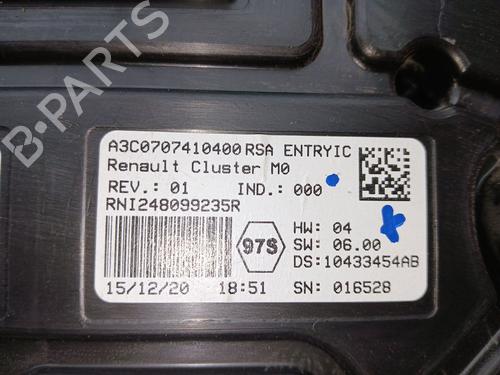 A3C0707410400 RSA ENTRYIC
Renault Cluster M0
REV.: 01 IND.: 000
RNI248099235R
97S
HW: 04
SW: 06.00
DS:10433454AB
15/12/20 18:51 SN: 016528
B-PARTS